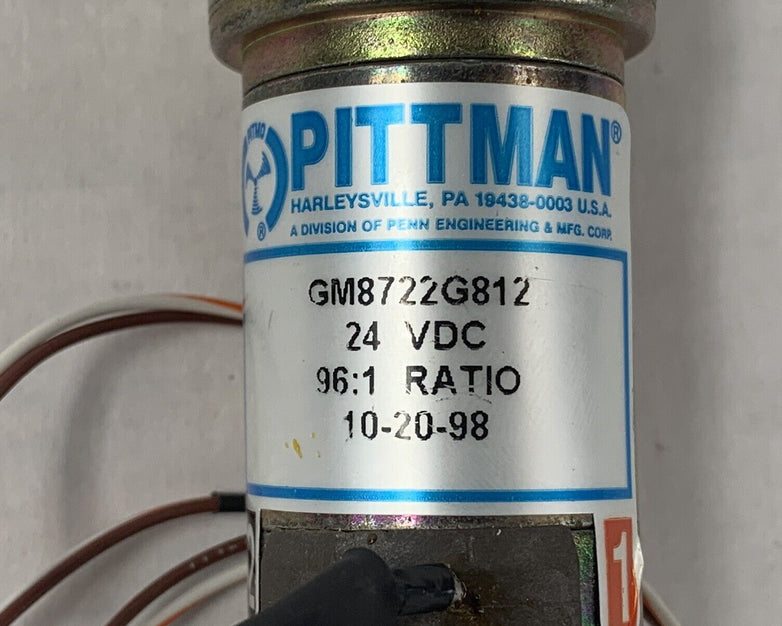 PITTMAN®
HARLEYSVILLE, PA 19438-0003 U.S.A.
A DIVISION OF PENN ENGINEERING & MFG. CORP.
®
GM8722G812
24 VDC
96:1 RATIO
10-20-98
1